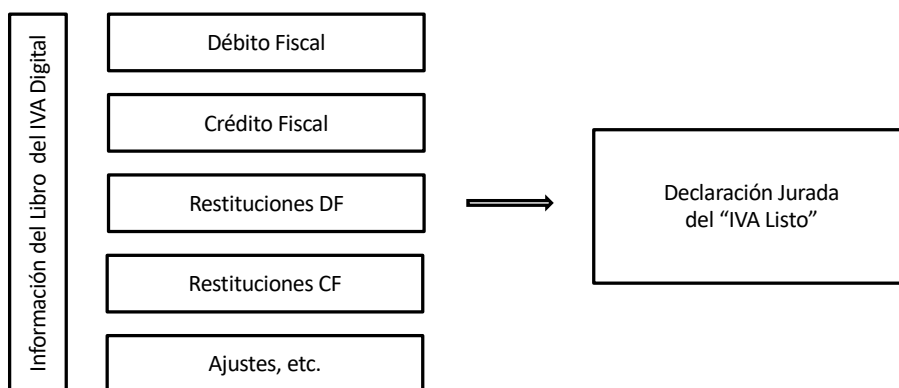 Información del Libro del IVA Digital
Débito Fiscal
Crédito Fiscal
Restituciones DF
Restituciones CF
Ajustes, etc.
Declaración Jurada
del “IVA Listo”